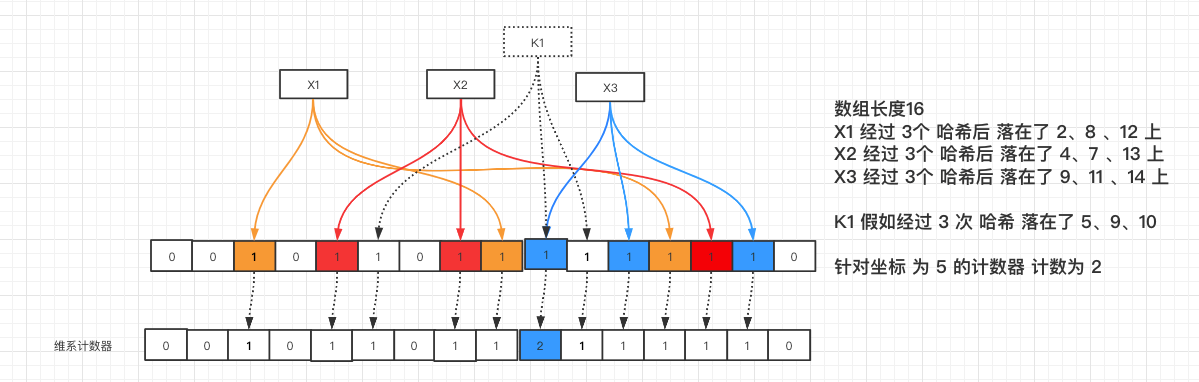 K1
X1
X2
X3
数组长度16
X1 经过 3个 哈希后 落在了 2、8 、12 上
X2 经过 3个 哈希后 落在了 4、7 、13 上
X3 经过 3个 哈希后 落在了 9、11 、14 上
K1 假如经过 3 次 哈希 落在了 5、9、10
针对坐标 为 5 的计数器 计数为 2
0 0 1 0 1 1 0 1 1 1 1 1 1 1 1 0
维系计数器 0 0 1 0 1 1 0 1 1 2 1 1 1 1 1 0